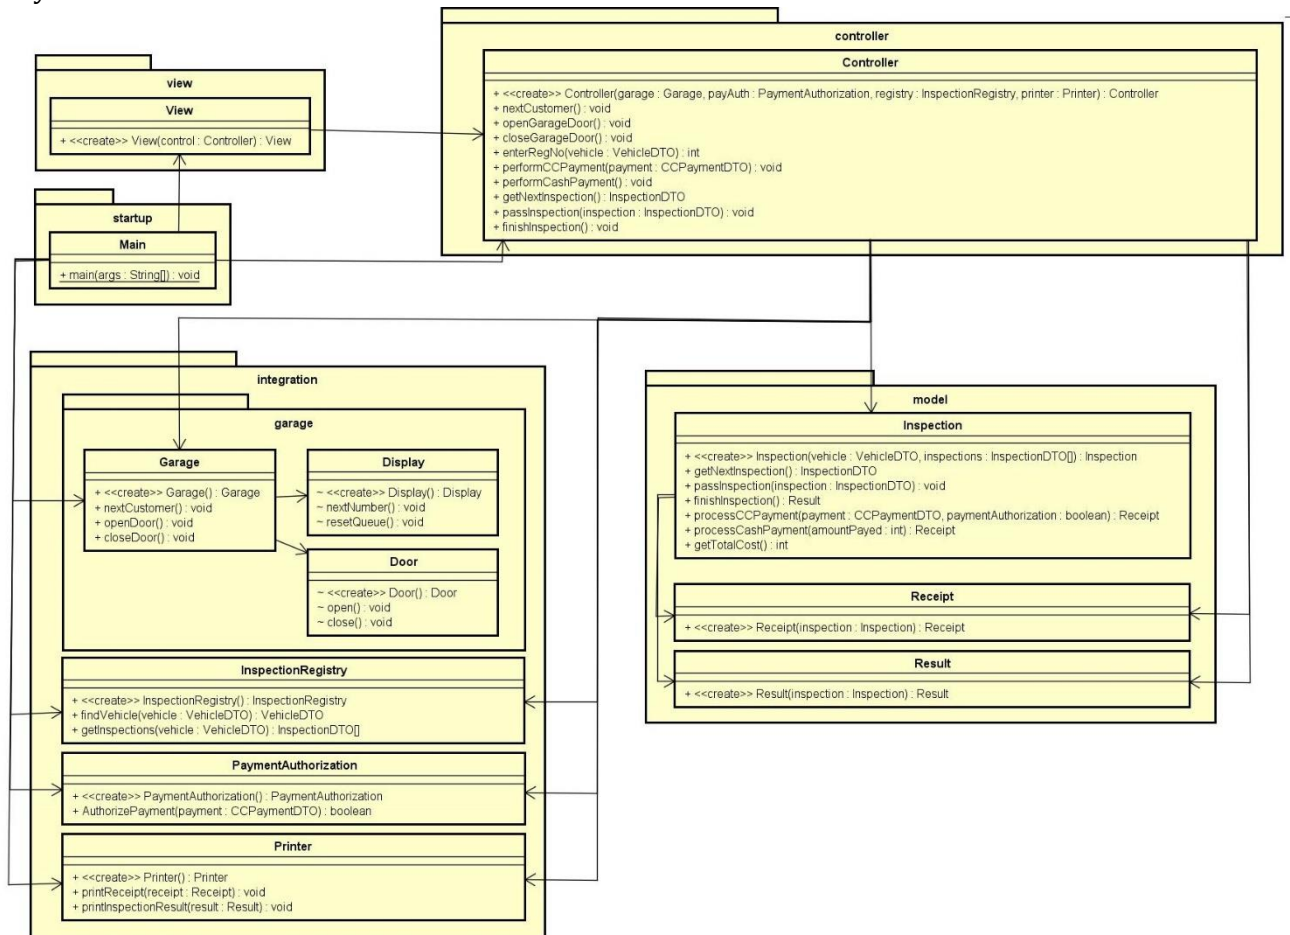 controller
Controller
+ <<create>> Controller(garage : Garage, payAuth : PaymentAuthorization, registry : InspectionRegistry, printer : Printer) : Controller
+ nextCustomer() : void
+ openGarageDoor() : void
+ closeGarageDoor() : void
+ enterRegNo(vehicle : VehicleDTO) : int
+ performCCPayment(payment : CCPaymentDTO) : void
+ performCashPayment() : void
+ getNextInspection() : InspectionDTO
+ passInspection(inspection : InspectionDTO) : void
+ finishInspection() : void
view
View
+ <<create>> View(control : Controller) : View
startup
Main
+ main(args : String[]) : void
integration
garage
Garage
+ <<create>> Garage() : Garage
+ nextCustomer() : void
+ openDoor() : void
+ closeDoor() : void
Display
~ <<create>> Display() : Display
~ nextNumber() : void
~ resetQueue() : void
Door
~ <<create>> Door() : Door
~ open() : void
~ close() : void
InspectionRegistry
+ <<create>> InspectionRegistry() : InspectionRegistry
+ findVehicle(vehicle : VehicleDTO) : VehicleDTO
+ getInspections(vehicle : VehicleDTO) : InspectionDTO[]
PaymentAuthorization
+ <<create>> PaymentAuthorization() : PaymentAuthorization
+ AuthorizePayment(payment : CCPaymentDTO) : boolean
Printer
+ <<create>> Printer() : Printer
+ printReceipt(receipt : Receipt) : void
+ printInspectionResult(result : Result) : void
model
Inspection
+ <<create>> Inspection(vehicle : VehicleDTO, inspections : InspectionDTO[]) : Inspection
+ getNextInspection() : InspectionDTO
+ passInspection(inspection : InspectionDTO) : void
+ finishInspection() : Result
+ processCCPayment(payment : CCPaymentDTO, paymentAuthorization : boolean) : Receipt
+ processCashPayment(amountPayed : int) : Receipt
+ getTotalCost() : int
Receipt
+ <<create>> Receipt(inspection : Inspection) : Receipt
Result
+ <<create>> Result(inspection : Inspection) : Result